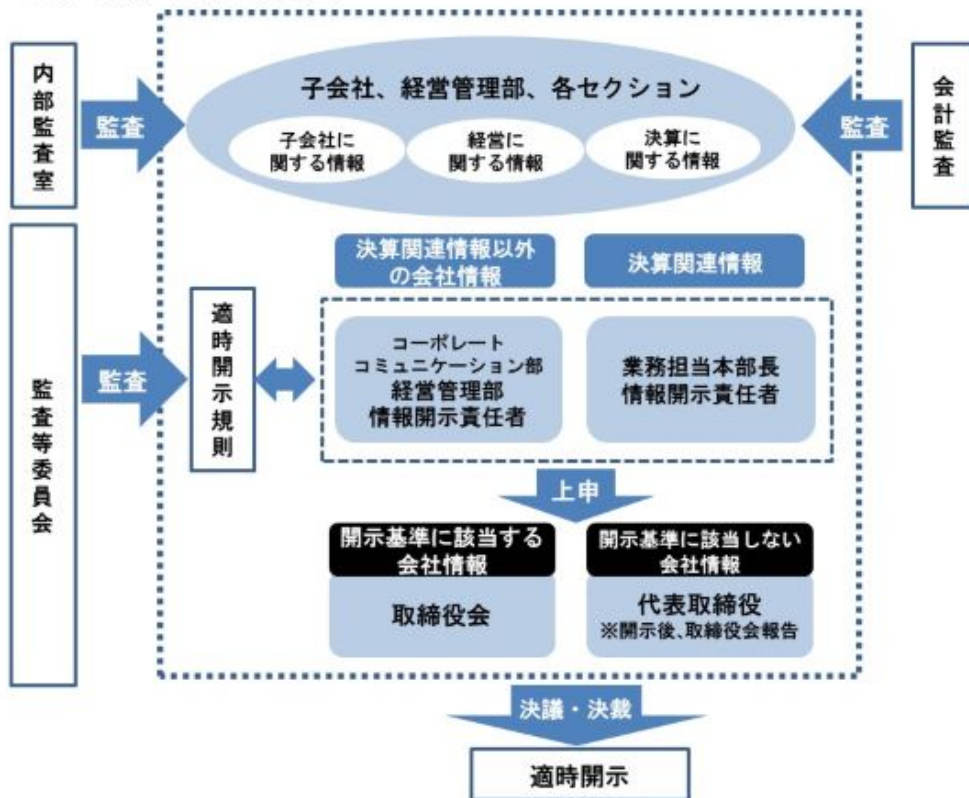 内部監査室
監査
子会社、経営管理部、各セクション
子会社に
関する情報
経営に
関する情報
決算に
関する情報
監査
会計監査
決算関連情報以外
の会社情報
決算関連情報
監査等委員会
監査
適時開示規則
コーポレート
コミュニケーション部
経営管理部
情報開示責任者
業務担当本部長
情報開示責任者
上申
開示基準に該当する
会社情報
開示基準に該当しない
会社情報
取締役会
代表取締役
※開示後、取締役会報告
決議・決裁
適時開示